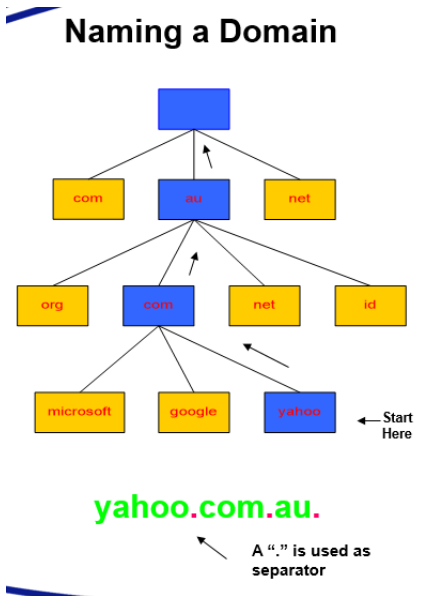 Naming a Domain
com
au
net
org
com
net
id
microsoft
google
yahoo
Start
Here
yahoo.com.au.
A “.” is used as
separator